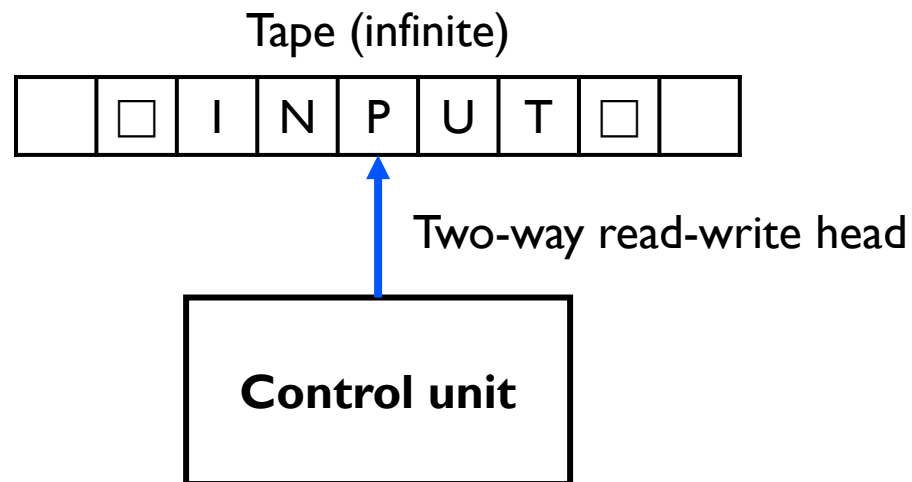 Tape (infinite)
□ I N P U T □
Two-way read-write head
Control unit